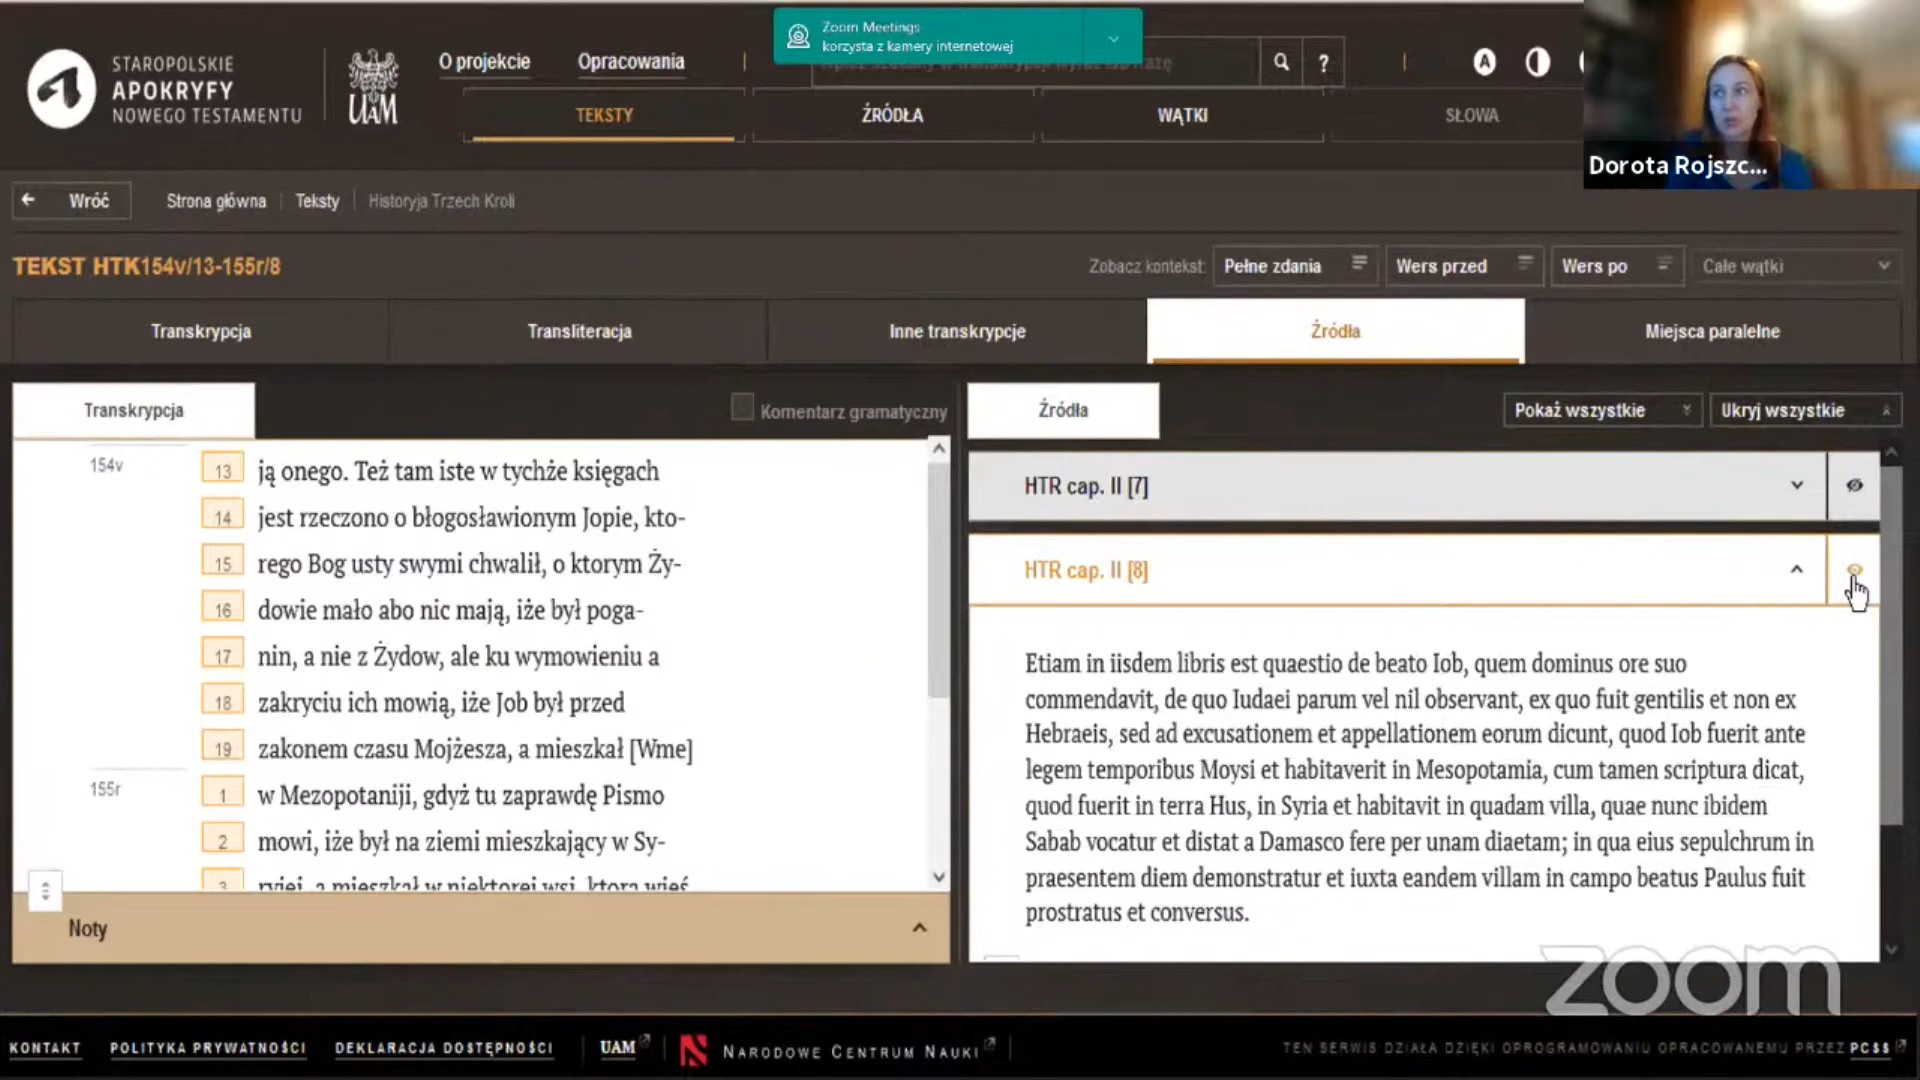 Zoom Meetings
korzysta z kamery internetowej
STAROPOLSKIE
APOKRYFY
NOWEGO TESTAMENTU
UAM
O projekcie
Opracowania
?
A
TEKSTY
ŹRÓDŁA
WĄTKI
SŁOWA
Dorota Rojszc...
Wróć
Strona główna
Teksty
Historyja Trzech Kroli
TEKST HTK154v/13-155r/8
Zobacz kontekst:
Pełne zdania
Wers przed
Wers po
Całe wątki
Transkrypcja
Transliteracja
Inne transkrypcje
Źródła
Miejsca paralelne
Transkrypcja
Komentarz gramatyczny
154v
13 ją onego. Też tam iste w tychże księgach
14 jest rzeczono o błogosławionym Jopie, kto-
15 rego Bog usty swymi chwalił, o ktorym Ży-
16 dowie mało abo nic mają, iże był poga-
17 nin, a nie z Żydow, ale ku wymowieniu a
18 zakryciu ich mowią, iże Job był przed
19 zakonem czasu Mojżesza, a mieszkał [Wme]
155r
1 w Mezopotaniji, gdyż tu zaprawdę Pismo
2 mowi, iże był na ziemi mieszkający w Sy-
3 ryjej, a mieszkał w niektorej wsi, ktora wieś
Noty
Źródła
Pokaż wszystkie
Ukryj wszystkie
HTR cap. II [7]
HTR cap. II [8]
Etiam in iisdem libris est quaestio de beato Iob, quem dominus ore suo
commendavit, de quo Iudaei parum vel nil observant, ex quo fuit gentilis et non ex
Hebraeis, sed ad excusationem et appellationem eorum dicunt, quod Iob fuerit ante
legem temporibus Moysi et habitaverit in Mesopotamia, cum tamen scriptura dicat,
quod fuerit in terra Hus, in Syria et habitavit in quadam villa, quae nunc ibidem
Sabab vocatur et distat a Damasco fere per unam diaetam; in qua eius sepulchrum in
praesentem diem demonstratur et iuxta eandem villam in campo beatus Paulus fuit
prostratus et conversus.
zoom
KONTAKT
POLITYKA PRYWATNOŚCI
DEKLARACJA DOSTĘPNOŚCI
UAM
NARODOWE CENTRUM NAUKI
TEN SERWIS DZIAŁA DZIĘKI OPROGRAMOWANIU OPRACOWANEMU PRZEZ PCSS